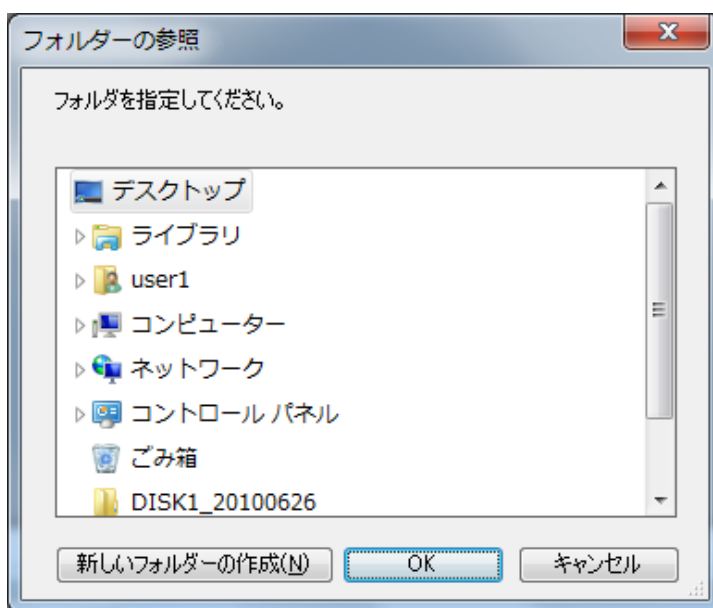 フォルダーの参照
フォルダを指定してください。
デスクトップ
ライブラリ
user1
コンピューター
ネットワーク
コントロール パネル
ごみ箱
DISK1_20100626
新しいフォルダーの作成(N) OK キャンセル